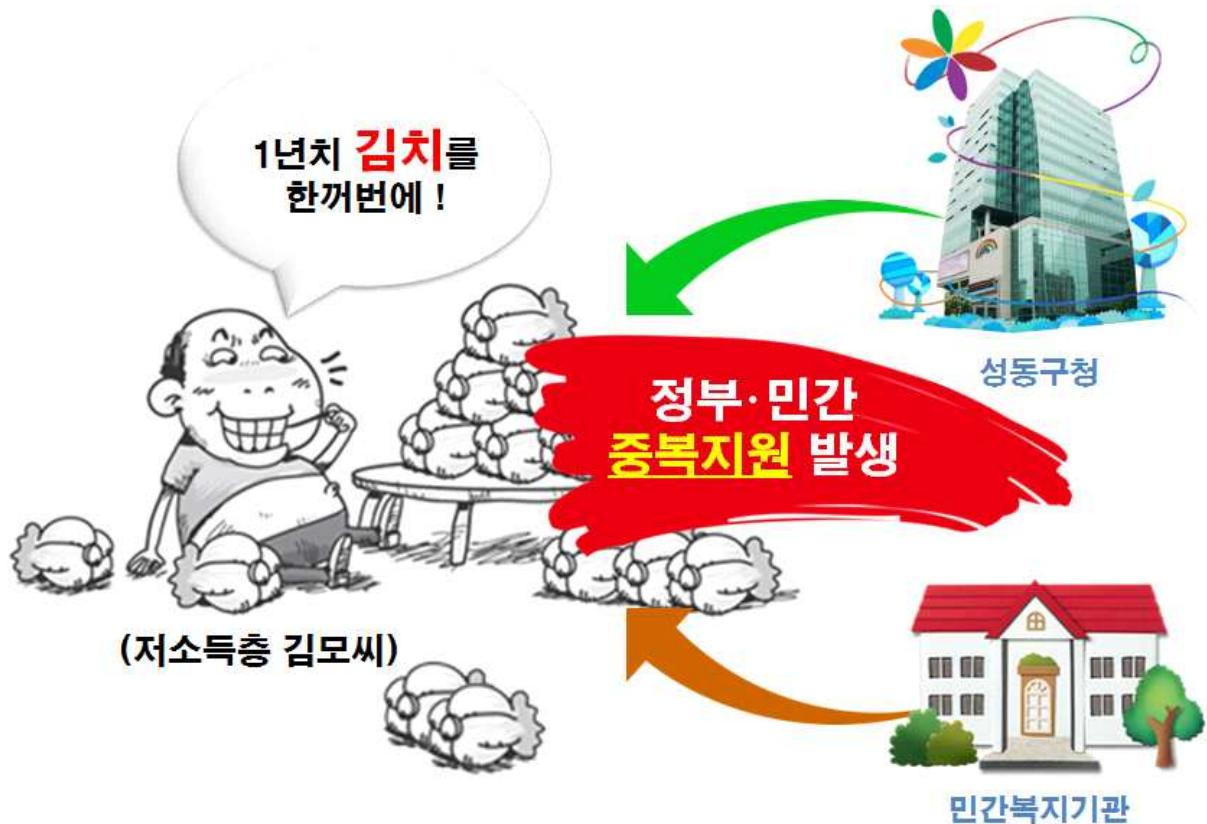 1년치 김치를
한꺼번에 !
성동구청
정부·민간
중복지원 발생
(저소득층 김모씨)
민간복지기관